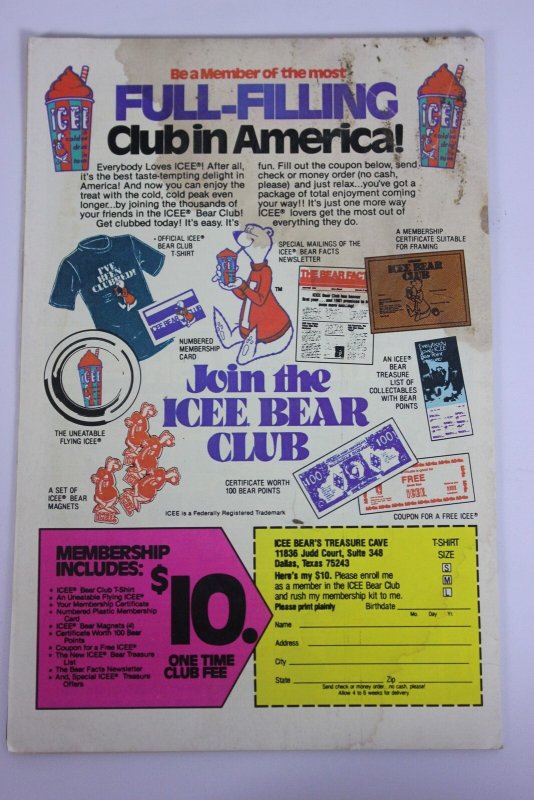 Be a Member of the most
FULL-FILLING
Club in America!
Everybody Loves ICEE®! After all,
it's the best taste-tempting delight in
America! And now you can enjoy the
treat with the cold, cold peak even
longer...by joining the thousands of
your friends in the ICEE® Bear Club!
Get clubbed today! It's easy. It's
fun. Fill out the coupon below, send
check or money order (no cash,
please) and just relax...you've got a
package of total enjoyment coming
your way!! It's just one more way
ICEE® lovers get the most out of
everything they do.
ICEE
ICEE
• OFFICIAL ICEE®
BEAR CLUB
T-SHIRT
I'VE
BEEN
CLUBBED!
SPECIAL MAILINGS OF THE
ICEE® BEAR FACTS
NEWSLETTER
THE BEAR FACTS
A MEMBERSHIP
CERTIFICATE SUITABLE
FOR FRAMING
ICEE BEAR
CLUB
TM
NUMBERED
MEMBERSHIP
CARD
ICEE BEAR CLUB
ICEE
THE UNEATABLE
FLYING ICEE®
Join the
ICEE BEAR
CLUB
AN ICEE®
BEAR
TREASURE
LIST OF
COLLECTABLES
WITH BEAR
POINTS
A SET OF
ICEE® BEAR
MAGNETS
CERTIFICATE WORTH
100 BEAR POINTS
100
100
FREE
ICEE
COUPON FOR A FREE ICEE®
ICEE is a Federally Registered Trademark
MEMBERSHIP
INCLUDES:
• ICEE® Bear Club T-Shirt
• An Uneatable Flying ICEE®
• Your Membership Certificate
• Numbered Plastic Membership
Card
• ICEE® Bear Magnets (4)
• Certificate Worth 100 Bear
Points
• Coupon for a Free ICEE®
• The New ICEE® Bear Treasure
List
• The Bear Facts Newsletter
• And, Special ICEE® Treasure
Offers
$10.
ONE TIME
CLUB FEE
ICEE BEAR'S TREASURE CAVE
11836 Judd Court, Suite 348
Dallas, Texas 75243
T-SHIRT
SIZE
S
M
L
Here's my $10. Please enroll me
as a member in the ICEE Bear Club
and rush my membership kit to me.
Please print plainly Birthdate
Mo. Day Yr.
Name
Address
City
State Zip
Send check or money order, no cash, please!
Allow 4 to 6 weeks for delivery